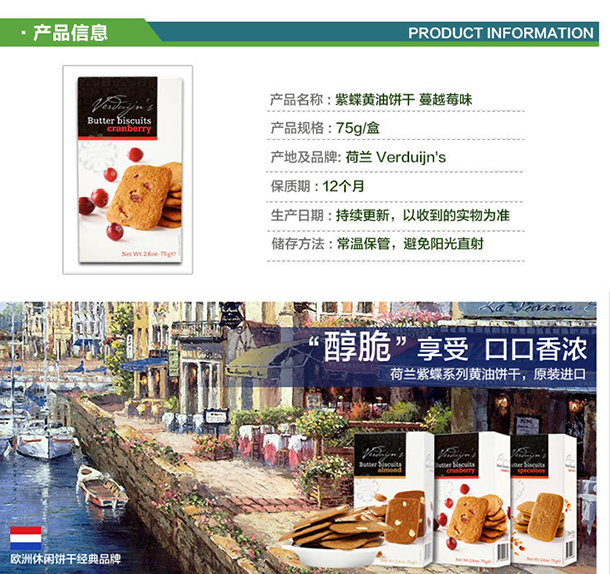 · 产品信息
PRODUCT INFORMATION
Verduijn's
Butter biscuits
cranberry
Net Wt 2.6oz 75g℮
产品名称：紫蝶黄油饼干 蔓越莓味
产品规格：75g/盒
产地及品牌: 荷兰 Verduijn's
保质期：12个月
生产日期：持续更新，以收到的实物为准
储存方法：常温保管，避免阳光直射
“醇脆”享受 口口香浓
荷兰紫蝶系列黄油饼干，原装进口
Verduijn's
Butter biscuits
almond
Verduijn's
Butter biscuits
cranberry
Verduijn's
Butter biscuits
speculoos
欧洲休闲饼干经典品牌